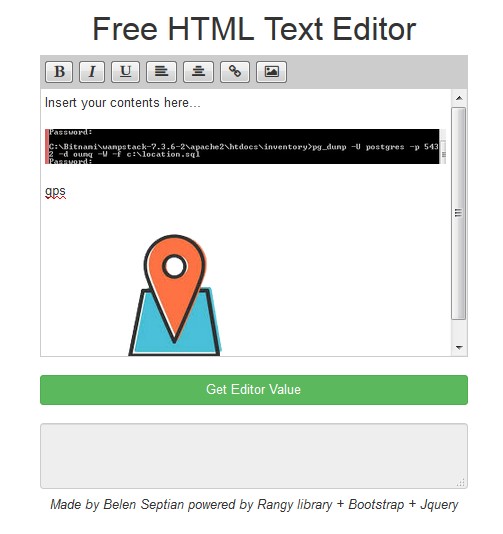 Free HTML Text Editor
B I U
Insert your contents here...
Password:
C:\Bitnami\wampstack-7.3.6-2\apache2\htdocs\inventory>pg_dump -U postgres -p 543
2 -d oumq -W -f c:\location.sql
Password:
gps
Get Editor Value
Made by Belen Septian powered by Rangy library + Bootstrap + Jquery